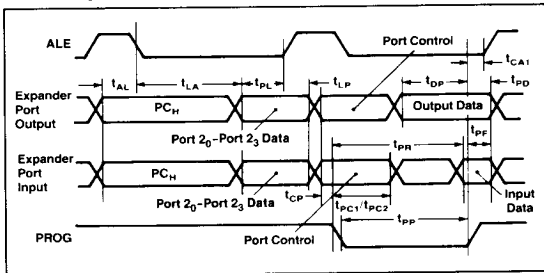 ALE
tCA1
tAL
tLA
tPL
tLP
Port Control
tDP
tPD
Expander
Port
Output
PCH
Output Data
Port 20-Port 23 Data
tPR
tPF
Expander
Port
Input
PCH
Port 20-Port 23 Data
tCP
tPC1/tPC2
Input
Data
Port Control
tPP
PROG